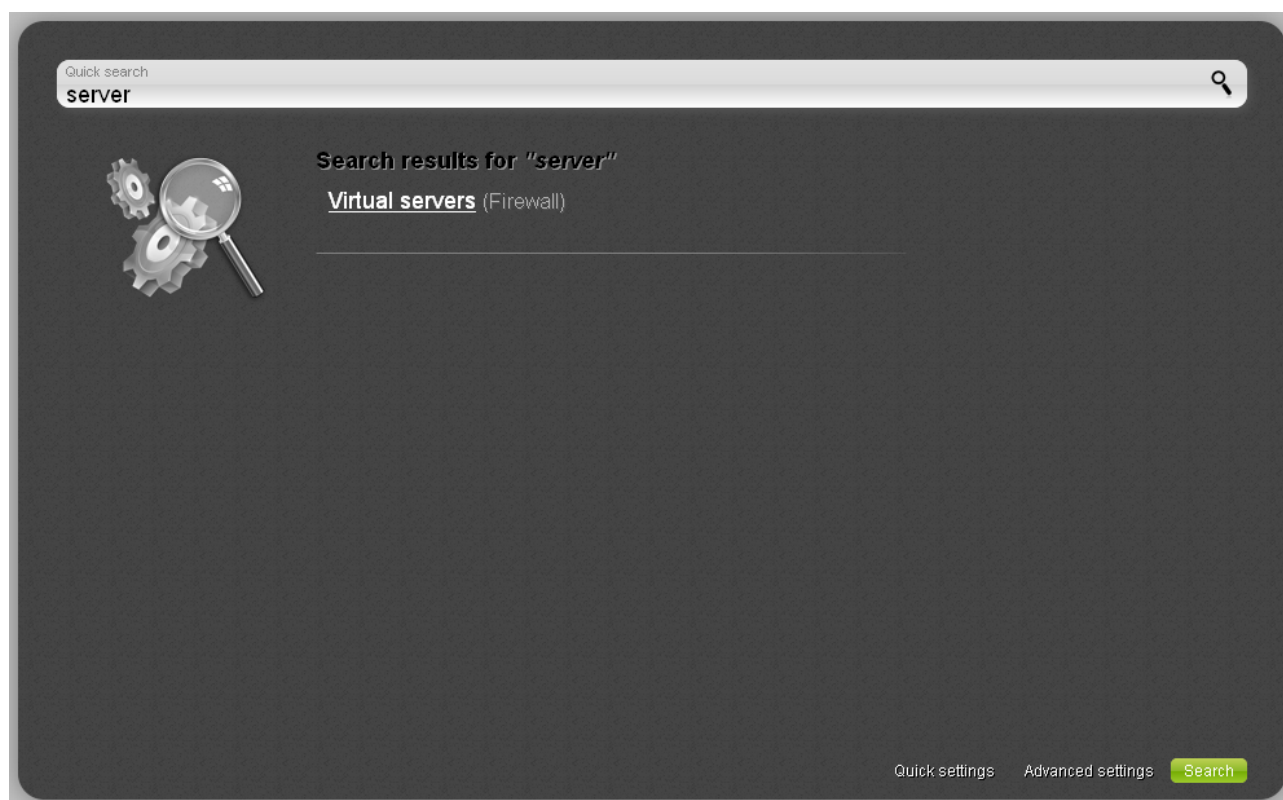 Quick search
server
Search results for "server"
Virtual servers (Firewall)
Quick settings Advanced settings Search